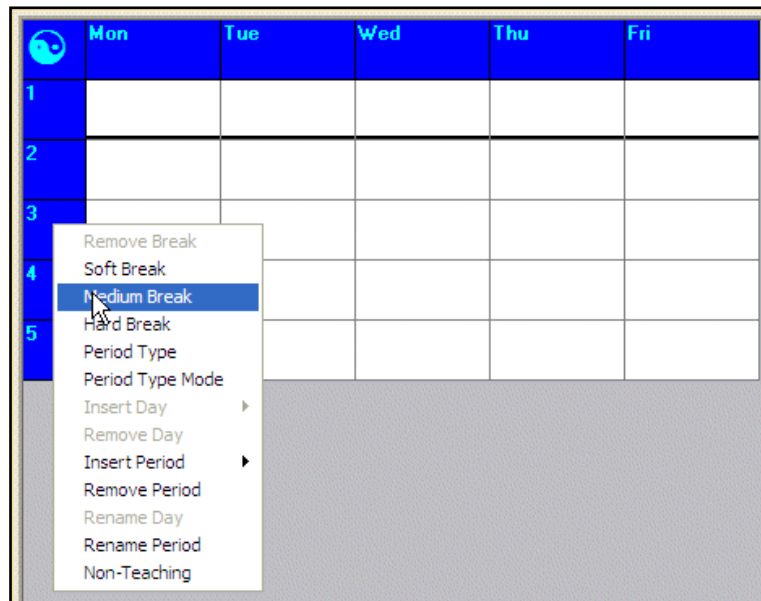 Mon Tue Wed Thu Fri
1
2
3
4
5
Remove Break
Soft Break
Medium Break
Hard Break
Period Type
Period Type Mode
Insert Day
Remove Day
Insert Period
Remove Period
Rename Day
Rename Period
Non-Teaching